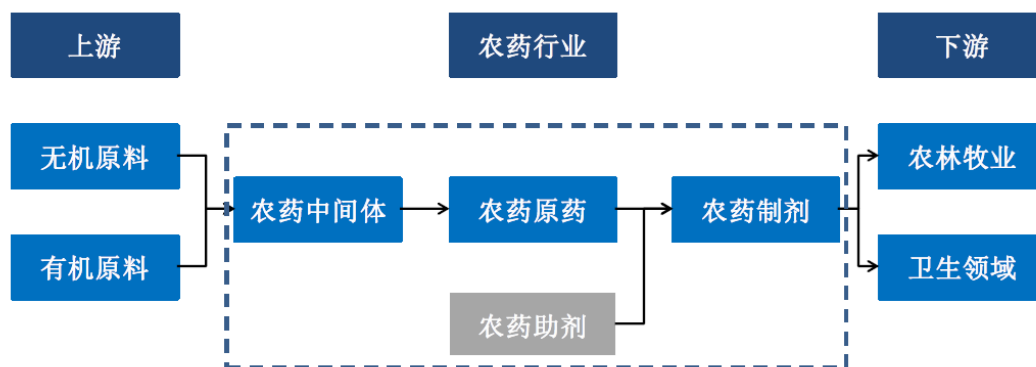 上游
农药行业
下游
无机原料
农林牧业
农药中间体
农药原药
农药制剂
有机原料
卫生领域
农药助剂